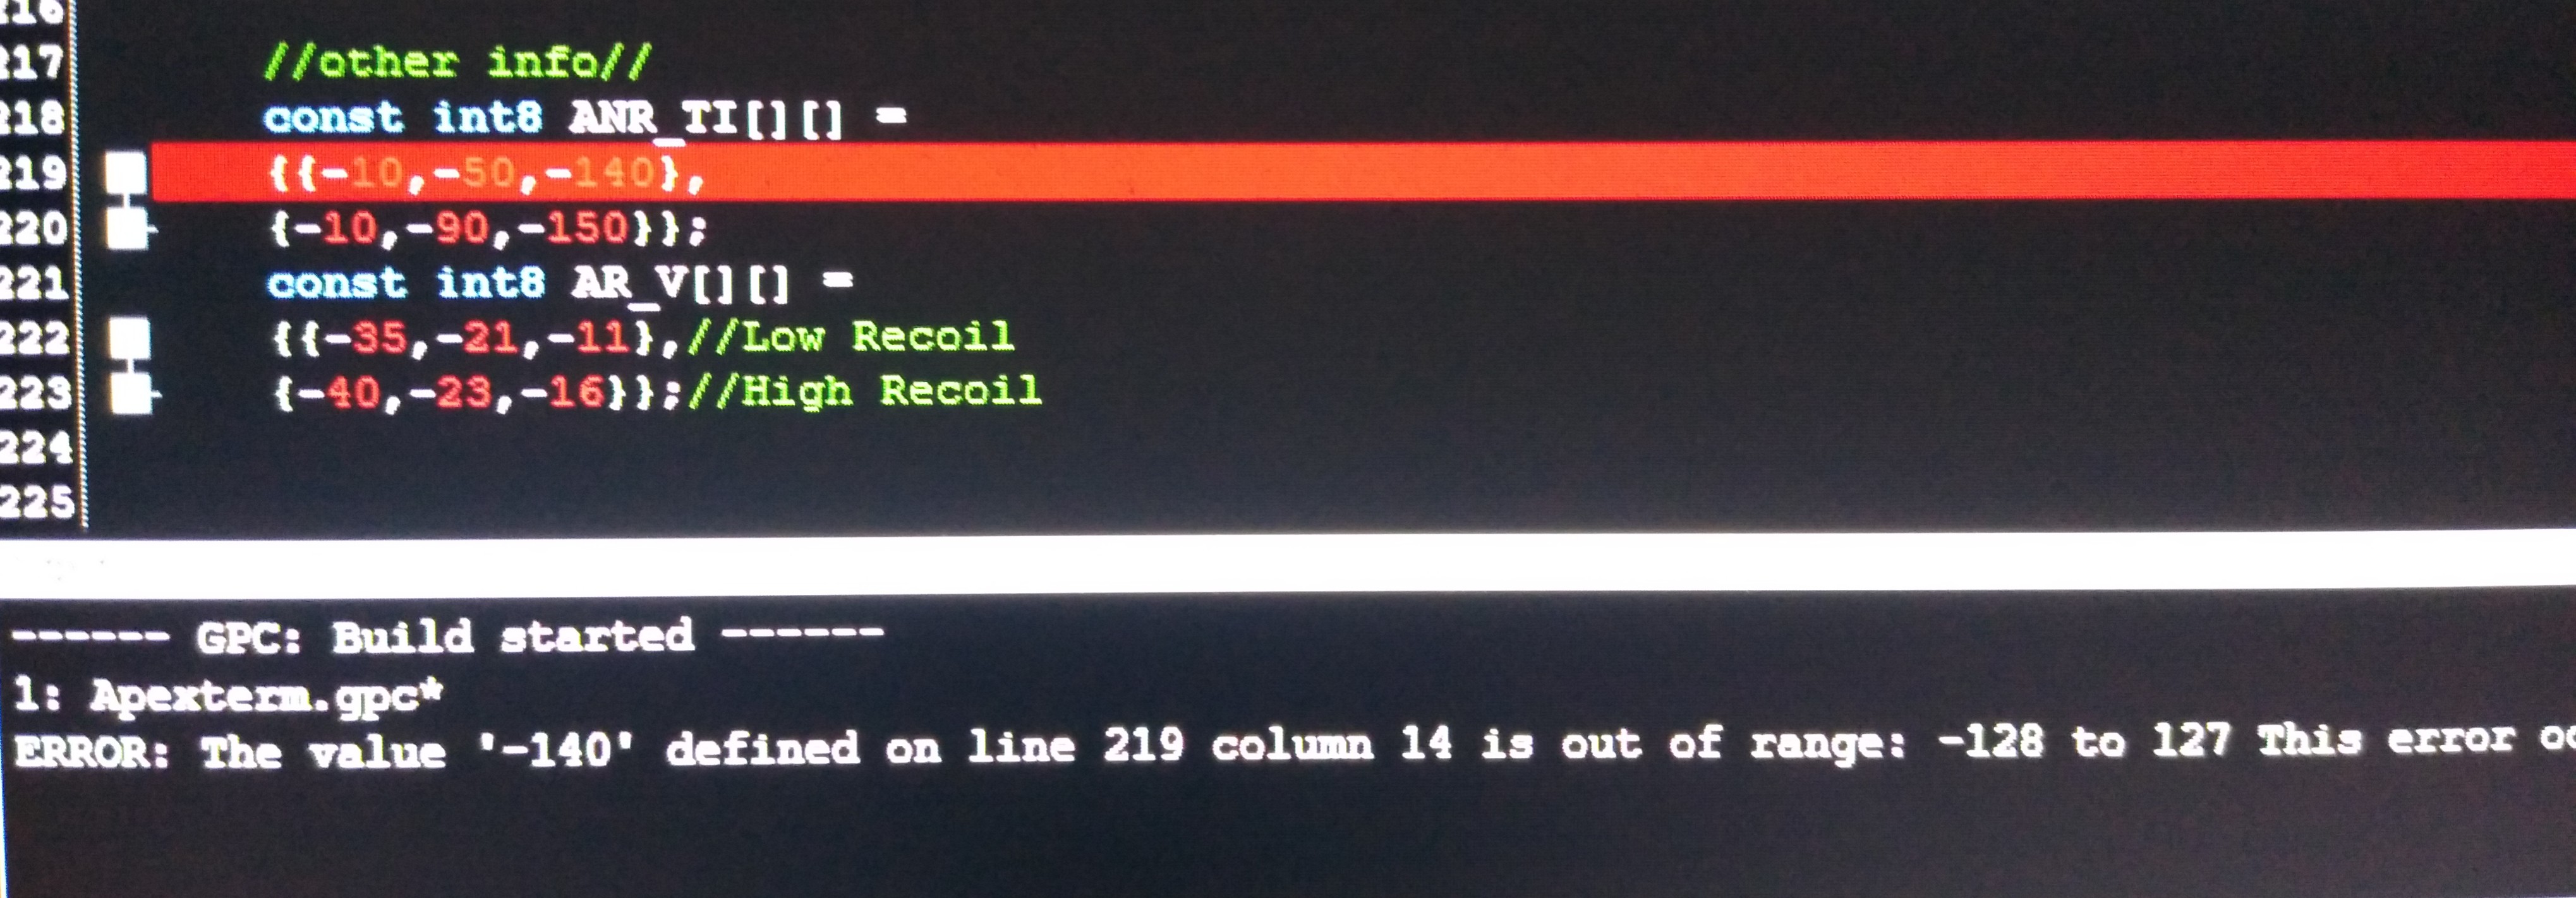 216
217 //other info//
218 const int8 ANR_TI[][] =
219 {{-10,-50,-140},
220 {-10,-90,-150}};
221 const int8 AR_V[][] =
222 {{-35,-21,-11},//Low Recoil
223 {-40,-23,-16}};//High Recoil
224
225
------ GPC: Build started ------
1: Apexterm.gpc*
ERROR: The value '-140' defined on line 219 column 14 is out of range: -128 to 127 This error